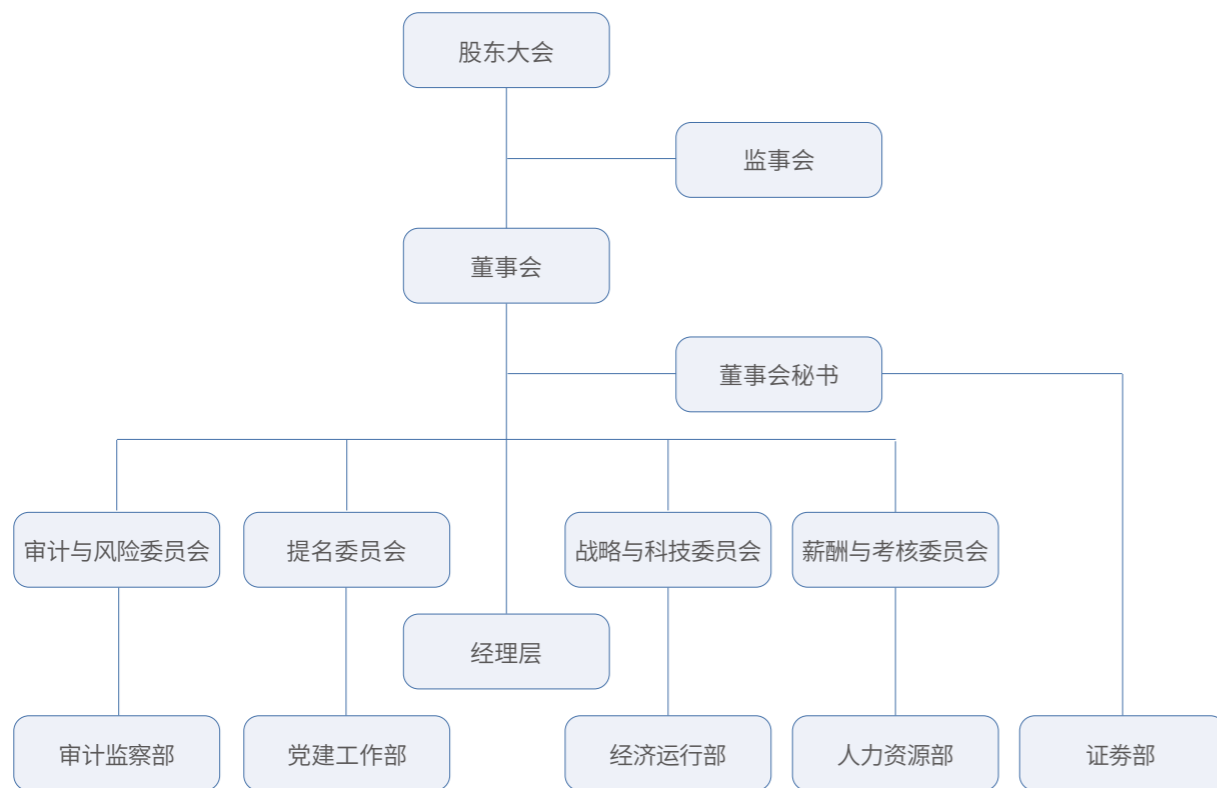 股东大会
监事会
董事会
董事会秘书
审计与风险委员会
提名委员会
战略与科技委员会
薪酬与考核委员会
经理层
审计监察部
党建工作部
经济运行部
人力资源部
证券部